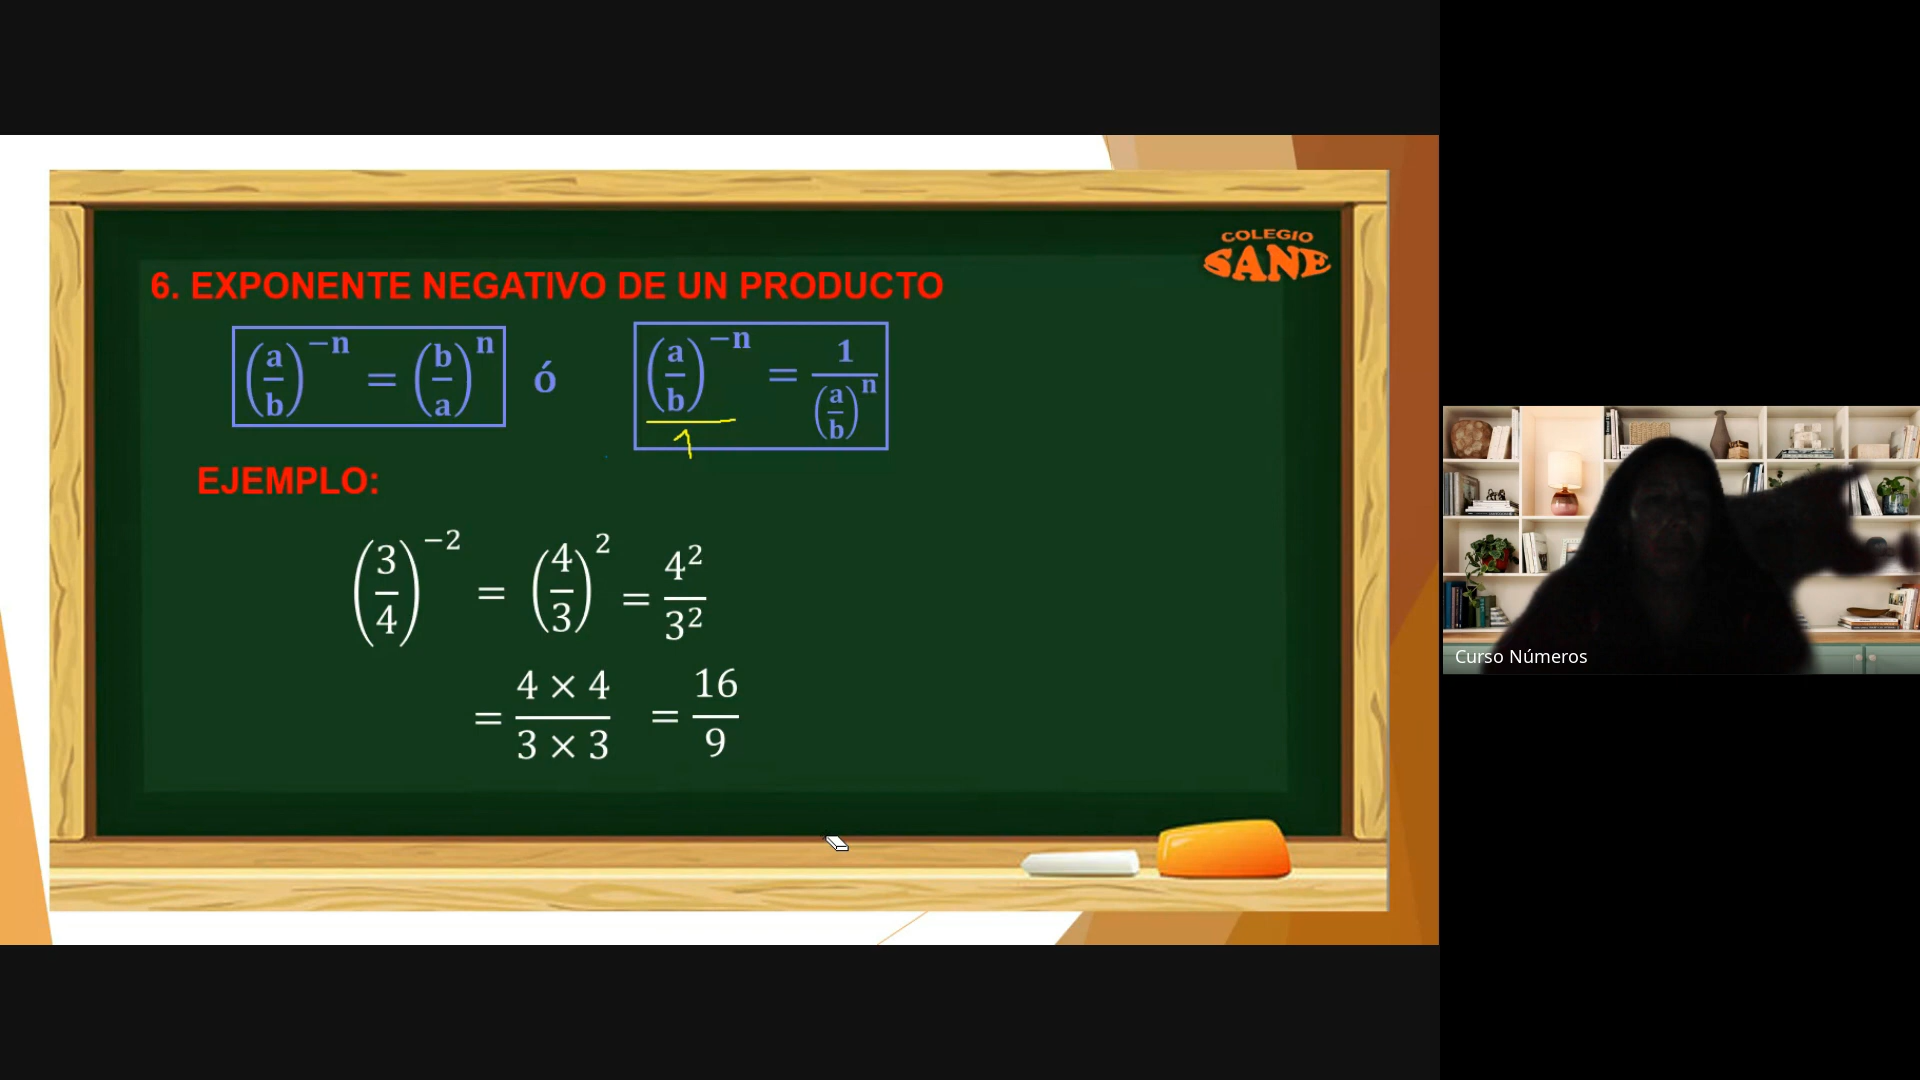 COLEGIO
SANE
6. EXPONENTE NEGATIVO DE UN PRODUCTO
(a/b)^−n = (b/a)^n ó (a/b)^−n = 1/(a/b)^n
1
EJEMPLO:
(3/4)^−2 = (4/3)^2 = 4²/3²
= 4 × 4/3 × 3 = 16/9
Curso Números